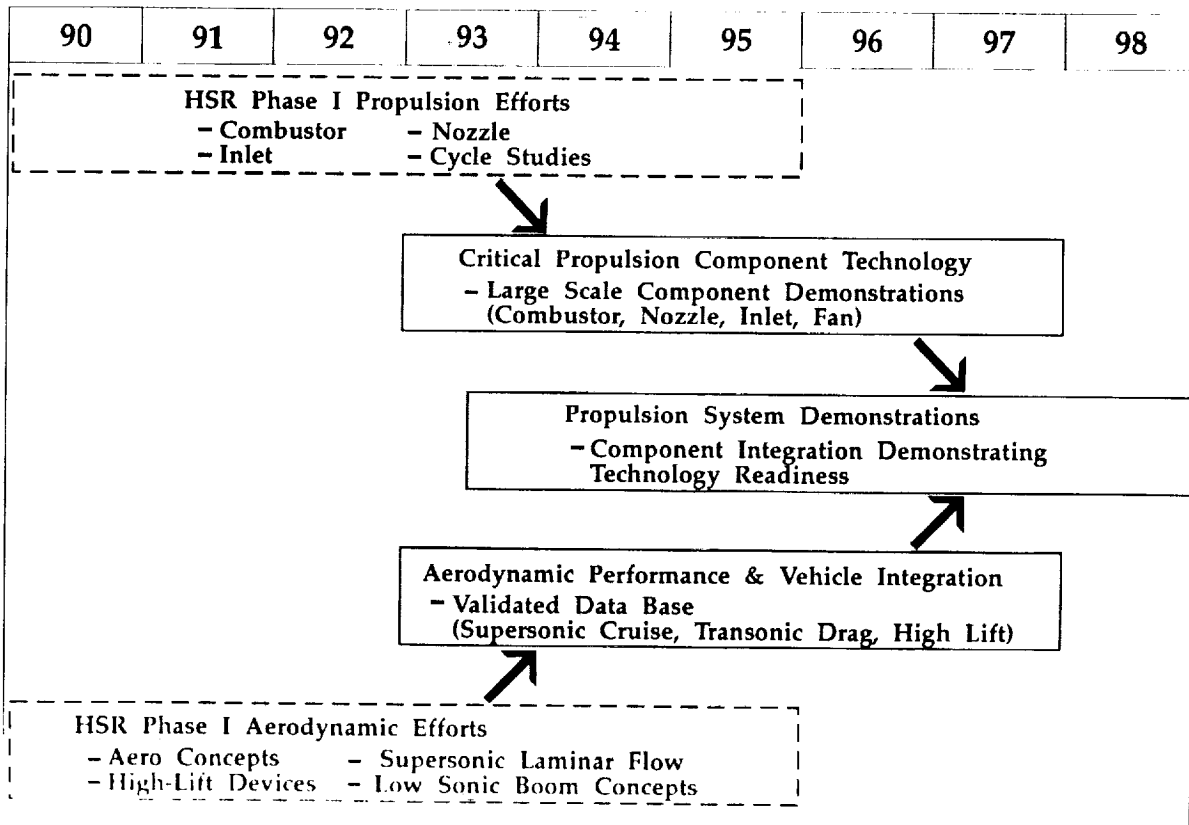 90 91 92 93 94 95 96 97 98
HSR Phase I Propulsion Efforts
– Combustor – Nozzle
– Inlet – Cycle Studies
Critical Propulsion Component Technology
– Large Scale Component Demonstrations
(Combustor, Nozzle, Inlet, Fan)
Propulsion System Demonstrations
– Component Integration Demonstrating
Technology Readiness
Aerodynamic Performance & Vehicle Integration
– Validated Data Base
(Supersonic Cruise, Transonic Drag, High Lift)
HSR Phase I Aerodynamic Efforts
– Aero Concepts – Supersonic Laminar Flow
– High-Lift Devices – Low Sonic Boom Concepts